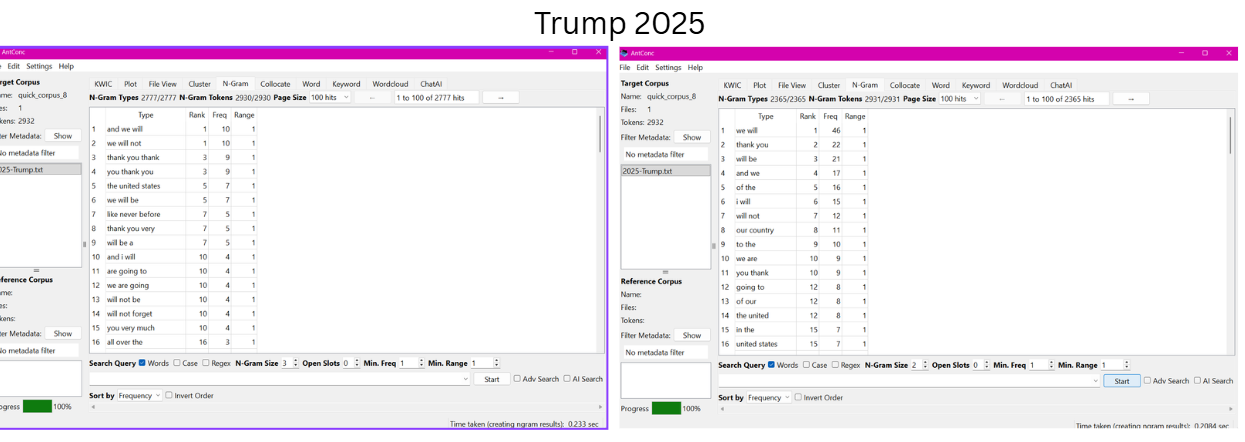 Trump 2025
AntConc
Edit Settings Help
Target Corpus
quick_corpus_8
1
Tokens: 2932
Filter Metadata: Show
No metadata filter
2025-Trump.txt
Reference Corpus
Filter Metadata: Show
No metadata filter
Progress 100%
KWIC Plot File View Cluster N-Gram Collocate Word Keyword Wordcloud ChatAI
N-Gram Types 2777/2777 N-Gram Tokens 2930/2930 Page Size 100 hits ← 1 to 100 of 2777 hits →
Type Rank Freq Range
1 and we will 1 10 1
2 we will not 1 10 1
3 thank you thank 3 9 1
4 you thank you 3 9 1
5 the united states 5 7 1
6 we will be 5 7 1
7 like never before 7 5 1
8 thank you very 7 5 1
9 will be a 7 5 1
10 and i will 10 4 1
11 are going to 10 4 1
12 we are going 10 4 1
13 will not be 10 4 1
14 will not forget 10 4 1
15 you very much 10 4 1
16 all over the 16 3 1
Search Query Words Case Regex N-Gram Size 3 Open Slots 0 Min. Freq 1 Min. Range 1
Start Adv Search AI Search
Sort by Frequency Invert Order
Time taken (creating ngram results): 0.233 sec
AntConc
File Edit Settings Help
Target Corpus
Name: quick_corpus_8
Files: 1
Tokens: 2932
Filter Metadata: Show
No metadata filter
2025-Trump.txt
Reference Corpus
Name:
Files:
Tokens:
Filter Metadata: Show
No metadata filter
Progress 100%
KWIC Plot File View Cluster N-Gram Collocate Word Keyword Wordcloud ChatAI
N-Gram Types 2365/2365 N-Gram Tokens 2931/2931 Page Size 100 hits ← 1 to 100 of 2365 hits →
Type Rank Freq Range
1 we will 1 46 1
2 thank you 2 22 1
3 will be 3 21 1
4 and we 4 17 1
5 of the 5 16 1
6 i will 6 15 1
7 will not 7 12 1
8 our country 8 11 1
9 to the 9 10 1
10 we are 10 9 1
11 you thank 10 9 1
12 going to 12 8 1
13 of our 12 8 1
14 the united 12 8 1
15 in the 15 7 1
16 united states 15 7 1
Search Query Words Case Regex N-Gram Size 2 Open Slots 0 Min. Freq 1 Min. Range 1
Start Adv Search AI Search
Sort by Frequency Invert Order
Time taken (creating ngram results): 0.2084 sec